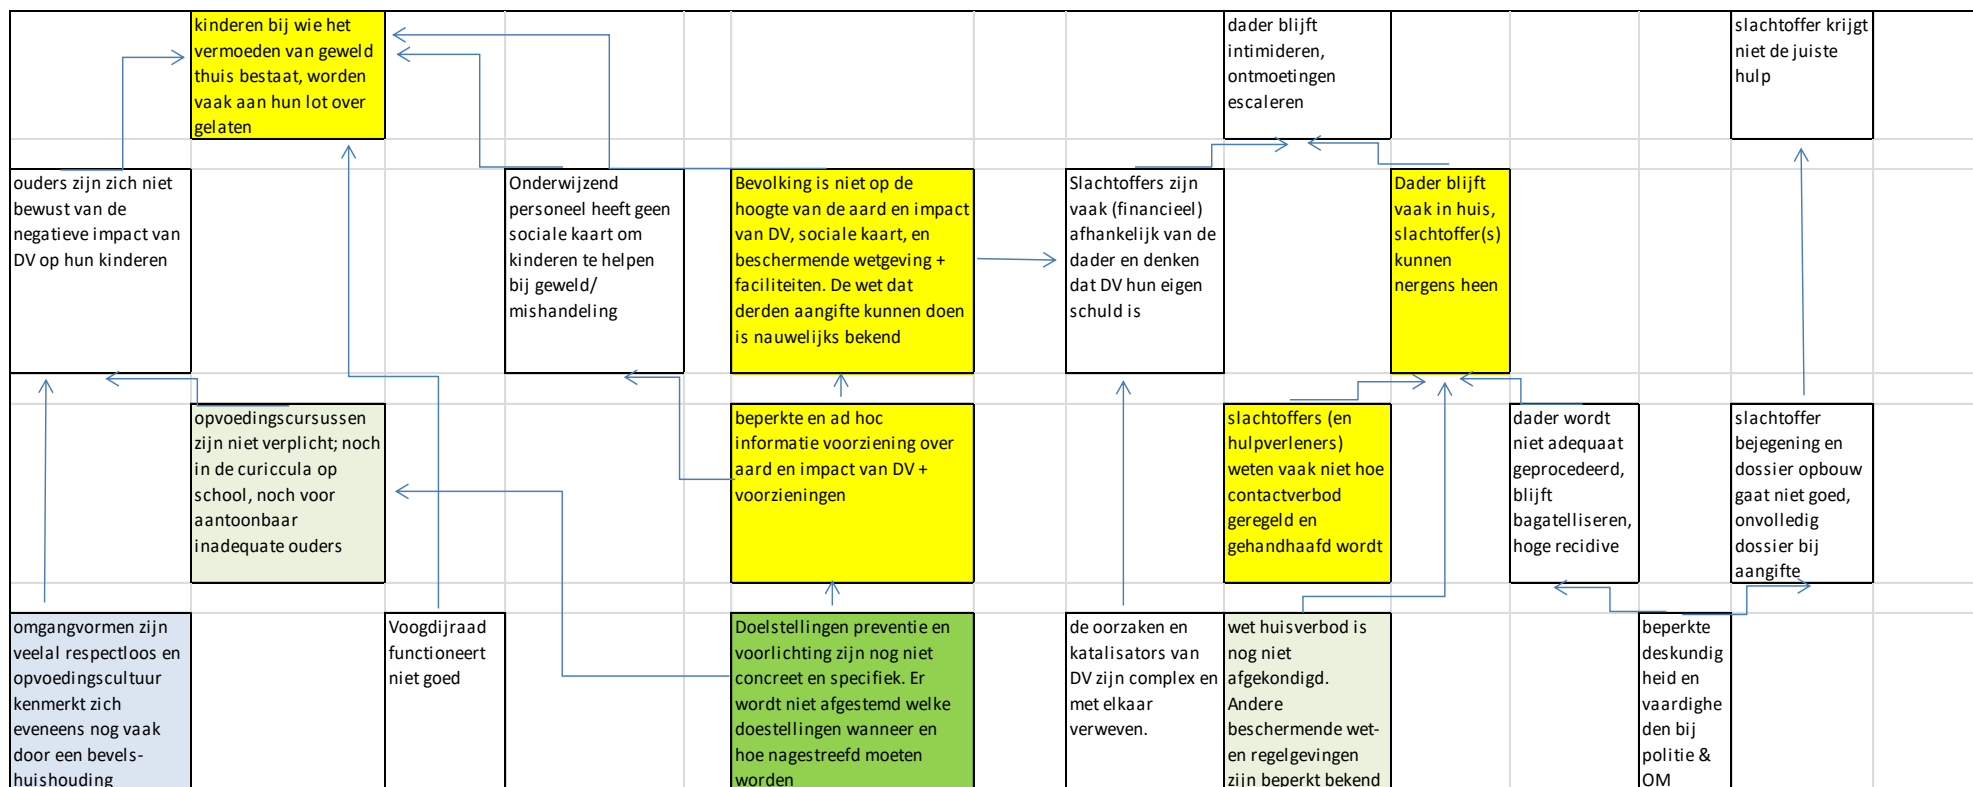 kinderen bij wie het
vermoeden van geweld
thuis bestaat, worden
vaak aan hun lot over
gelaten
dader blijft
intimideren,
ontmoetingen
escaleren
slachtoffer krijgt
niet de juiste
hulp
ouders zijn zich niet
bewust van de
negatieve impact van
DV op hun kinderen
Onderwijzend
personeel heeft geen
sociale kaart om
kinderen te helpen
bij geweld/
mishandeling
Bevolking is niet op de
hoogte van de aard en impact
van DV, sociale kaart, en
beschermende wetgeving +
faciliteiten. De wet dat
derden aangifte kunnen doen
is nauwelijks bekend
Slachtoffers zijn
vaak (financieel)
afhankelijk van de
dader en denken
dat DV hun eigen
schuld is
Dader blijft
vaak in huis,
slachtoffer(s)
kunnen
nergens heen
opvoedingscursussen
zijn niet verplicht; noch
in de curiccula op
school, noch voor
aantoonbaar
inadequate ouders
beperkte en ad hoc
informatie voorziening over
aard en impact van DV +
voorzieningen
slachtoffers (en
hulpverleners)
weten vaak niet hoe
contactverbod
geregeld en
gehandhaafd wordt
dader wordt
niet adequaat
geprocedeerd,
blijft
bagatelliseren,
hoge recidive
slachtoffer
bejegening en
dossier opbouw
gaat niet goed,
onvolledig
dossier bij
aangifte
omgangvormen zijn
veelal respectloos en
opvoedingscultuur
kenmerkt zich
eveneens nog vaak
door een bevels-
huishouding
Voogdijraad
functioneert
niet goed
Doelstellingen preventie en
voorlichting zijn nog niet
concreet en specifiek. Er
wordt niet afgestemd welke
doestellingen wanneer en
hoe nagestreefd moeten
worden
de oorzaken en
katalisators van
DV zijn complex en
met elkaar
verweven.
wet huisverbod is
nog niet
afgekondigd.
Andere
beschermende wet-
en regelgevingen
zijn beperkt bekend
beperkte
deskundig
heid en
vaardighe
den bij
politie &
OM